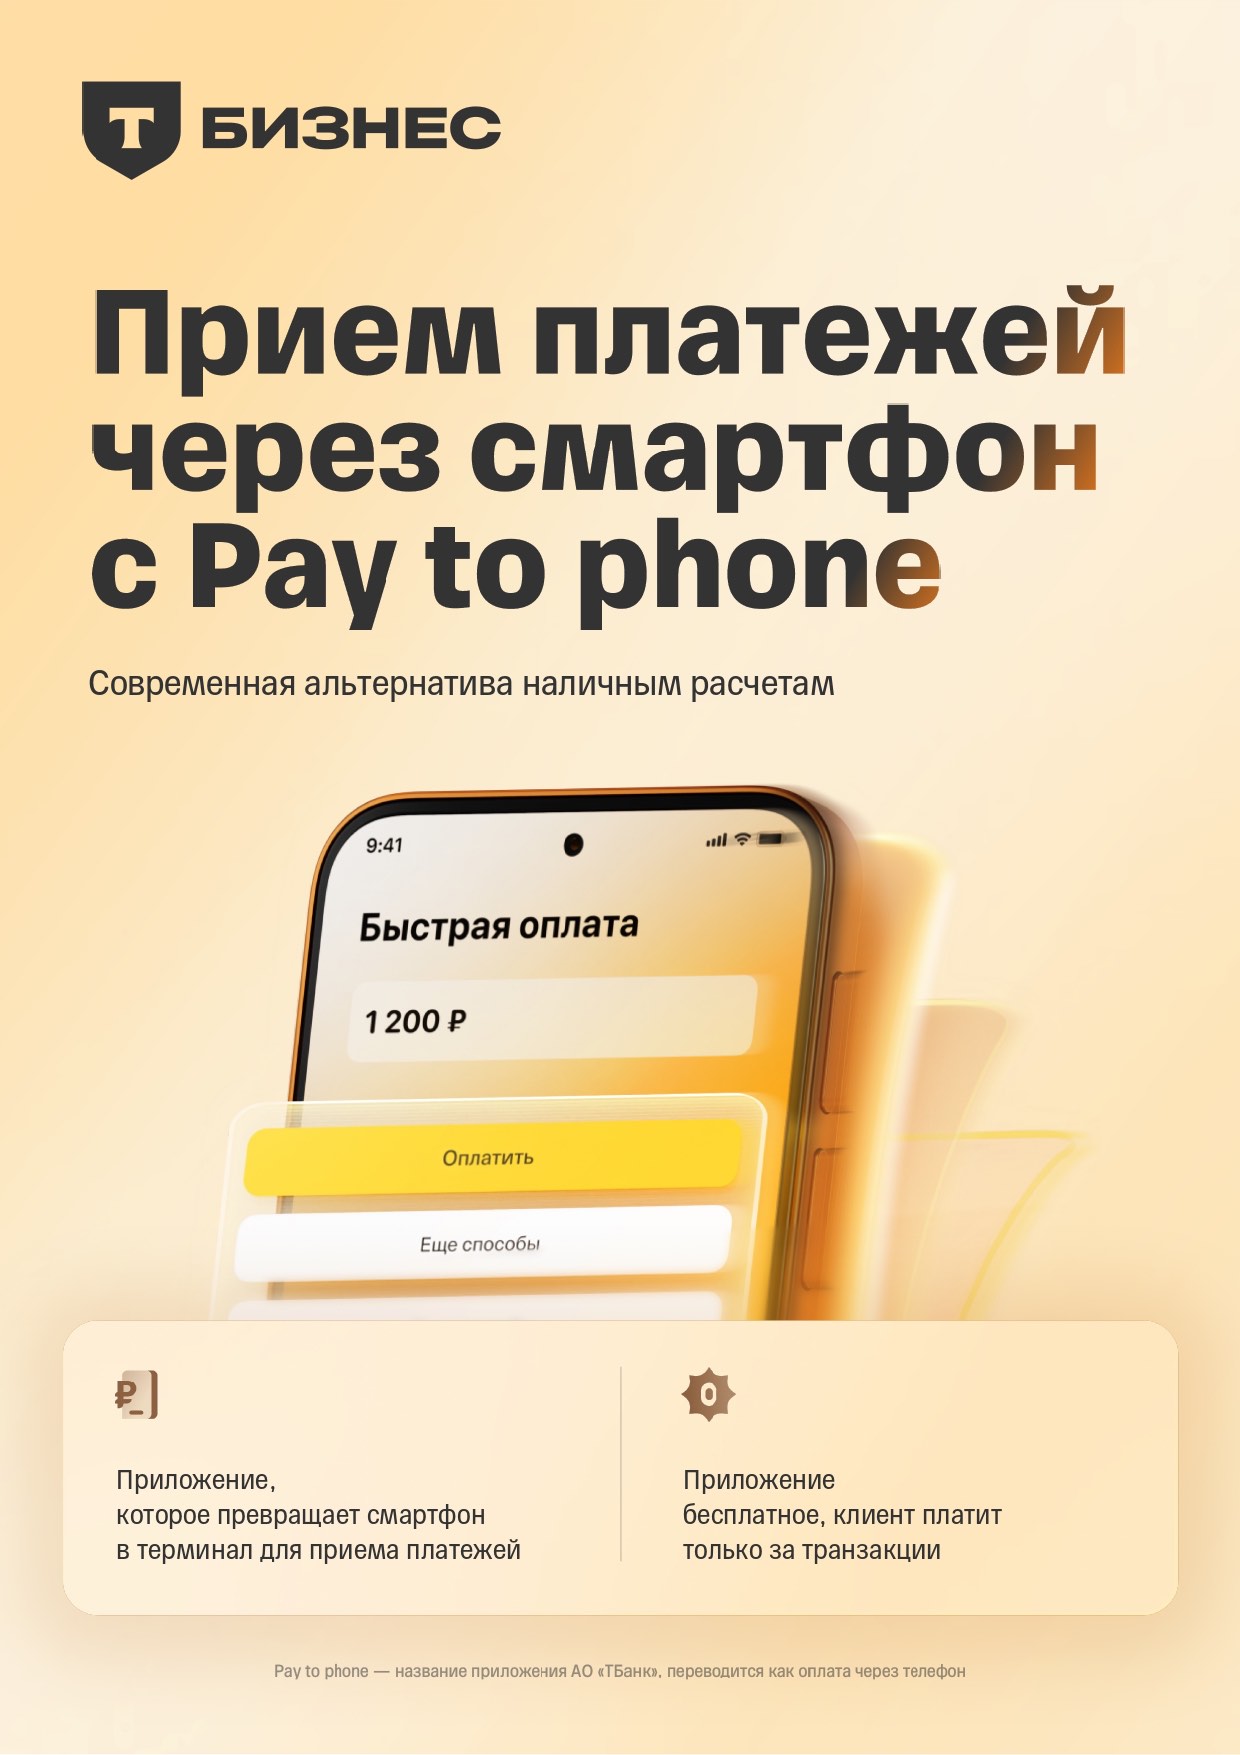 Т БИЗНЕС
Прием платежей
через смартфон
с Pay to phone
Современная альтернатива наличным расчетам
9:41
Быстрая оплата
1 200 ₽
Оплатить
Еще способы
₽
0
Приложение,
которое превращает смартфон
в терминал для приема платежей
Приложение
бесплатное, клиент платит
только за транзакции
Pay to phone — название приложения АО «ТБанк», переводится как оплата через телефон